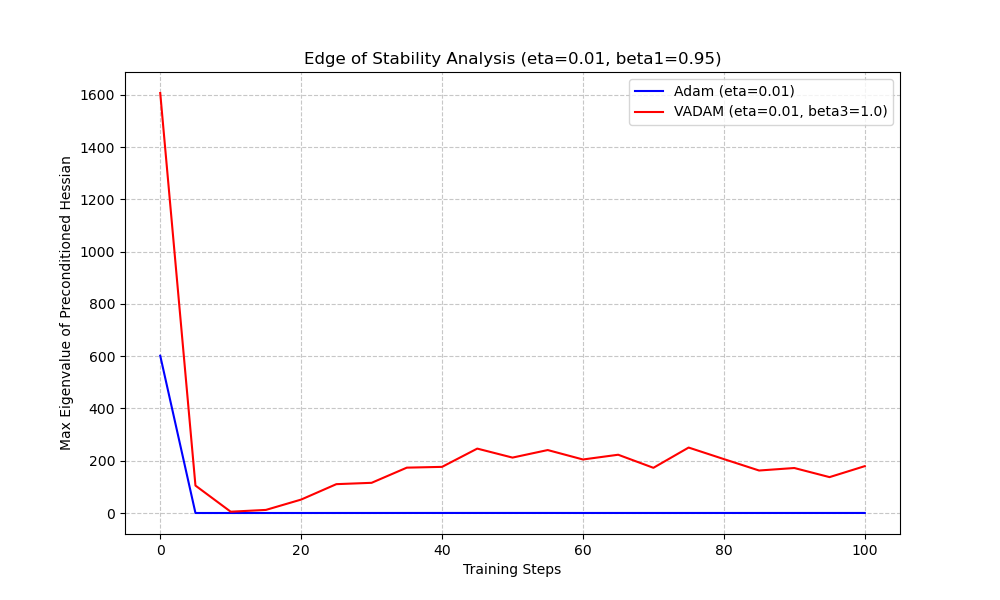 Edge of Stability Analysis (eta=0.01, beta1=0.95)
Adam (eta=0.01)
VADAM (eta=0.01, beta3=1.0)
Max Eigenvalue of Preconditioned Hessian
1600
1400
1200
1000
800
600
400
200
0
0 20 40 60 80 100
Training Steps